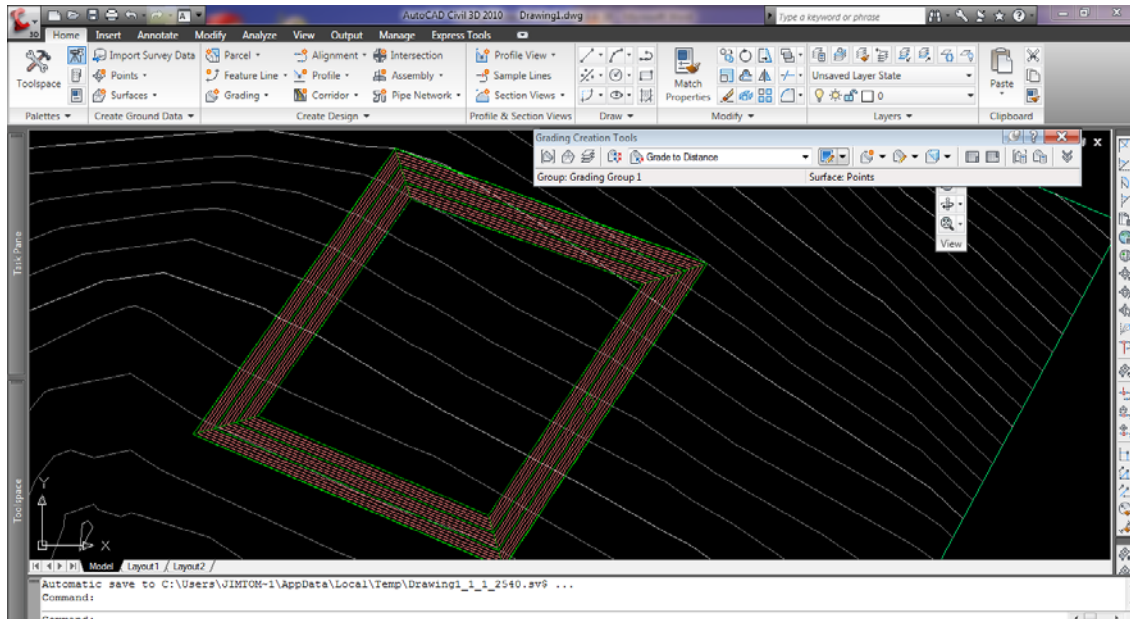 AutoCAD Civil 3D 2010 Drawing1.dwg
Type a keyword or phrase
3D
Home Insert Annotate Modify Analyze View Output Manage Express Tools
Import Survey Data Parcel Alignment Intersection Profile View
Points Feature Line Profile Assembly Sample Lines
Surfaces Grading Corridor Pipe Network Section Views
Toolspace
Match
Properties
Unsaved Layer State
0
Paste
Palettes Create Ground Data Create Design Profile & Section Views Draw Modify Layers Clipboard
Grading Creation Tools
Grade to Distance
Group: Grading Group 1 Surface: Points
View
X
Task Pane
Toolspace
Y
X
Model Layout1 Layout2
Automatic save to C:\Users\JIMTOM~1\AppData\Local\Temp\Drawing1_1_1_2540.sv$ ...
Command:
Command: